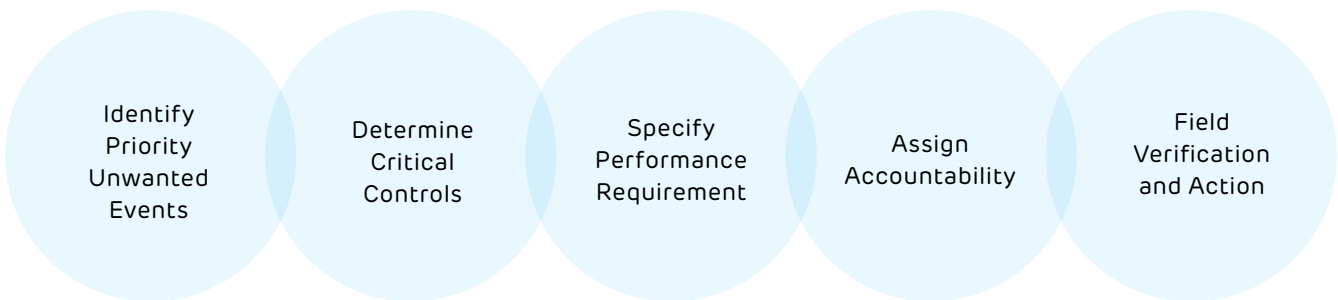 Identify
Priority
Unwanted
Events
Determine
Critical
Controls
Specify
Performance
Requirement
Assign
Accountability
Field
Verification
and Action